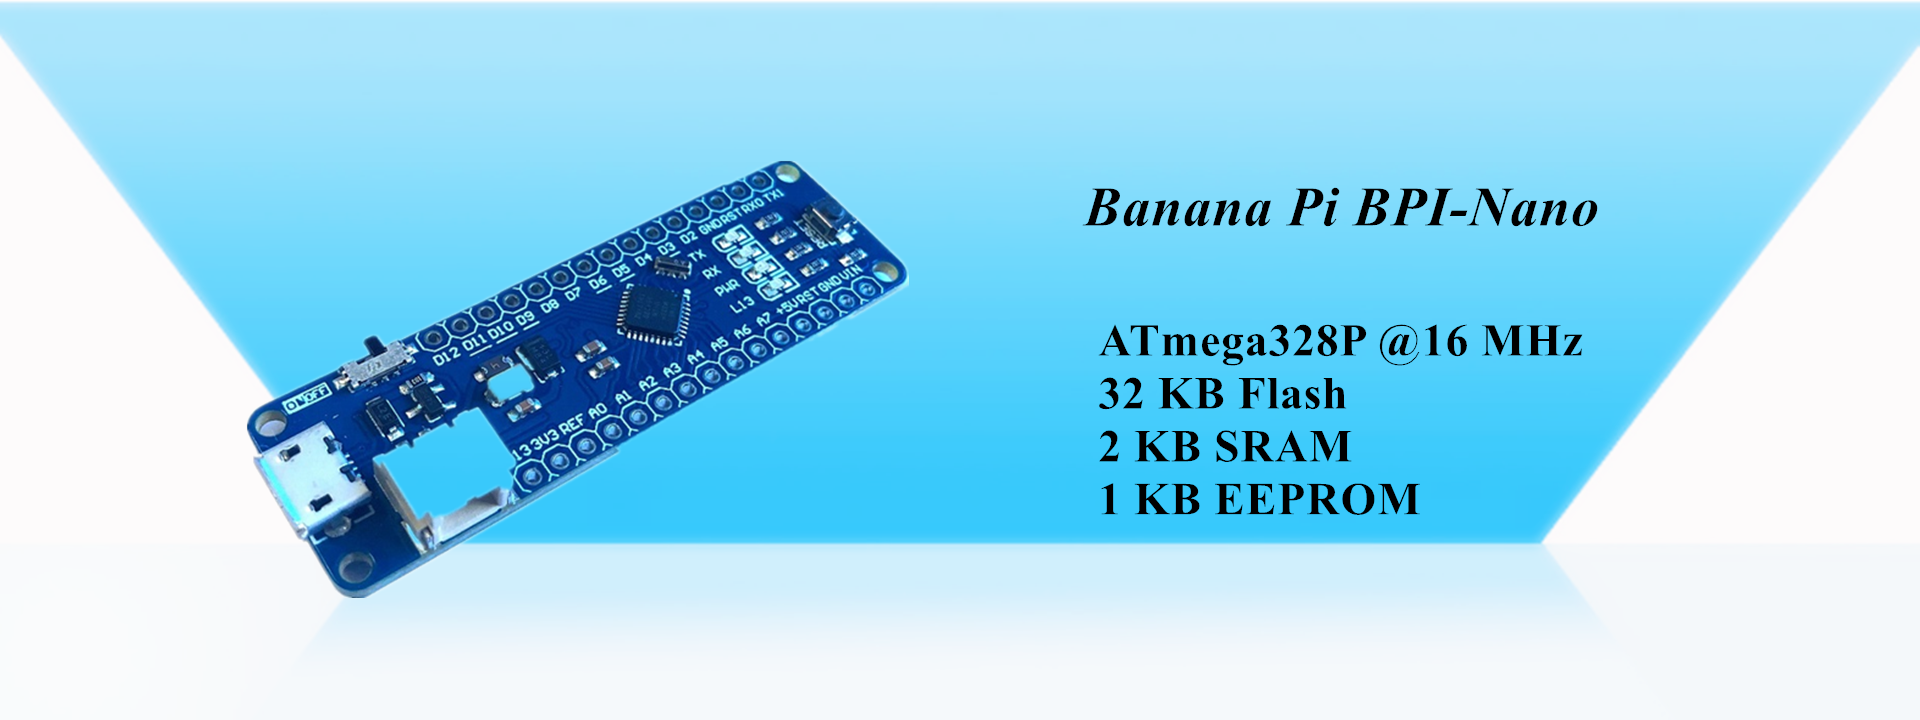 Banana Pi BPI-Nano
ATmega328P @16 MHz
32 KB Flash
2 KB SRAM
1 KB EEPROM
D12 D11 D10 D9 D8 D7 D6 D5 D4 D3 D2 GND RST RX0 TX1
TX
RX
PWR
L13
ON OFF
13 3V3 REF A0 A1 A2 A3 A4 A5 A6 A7 +5V RST GND VIN